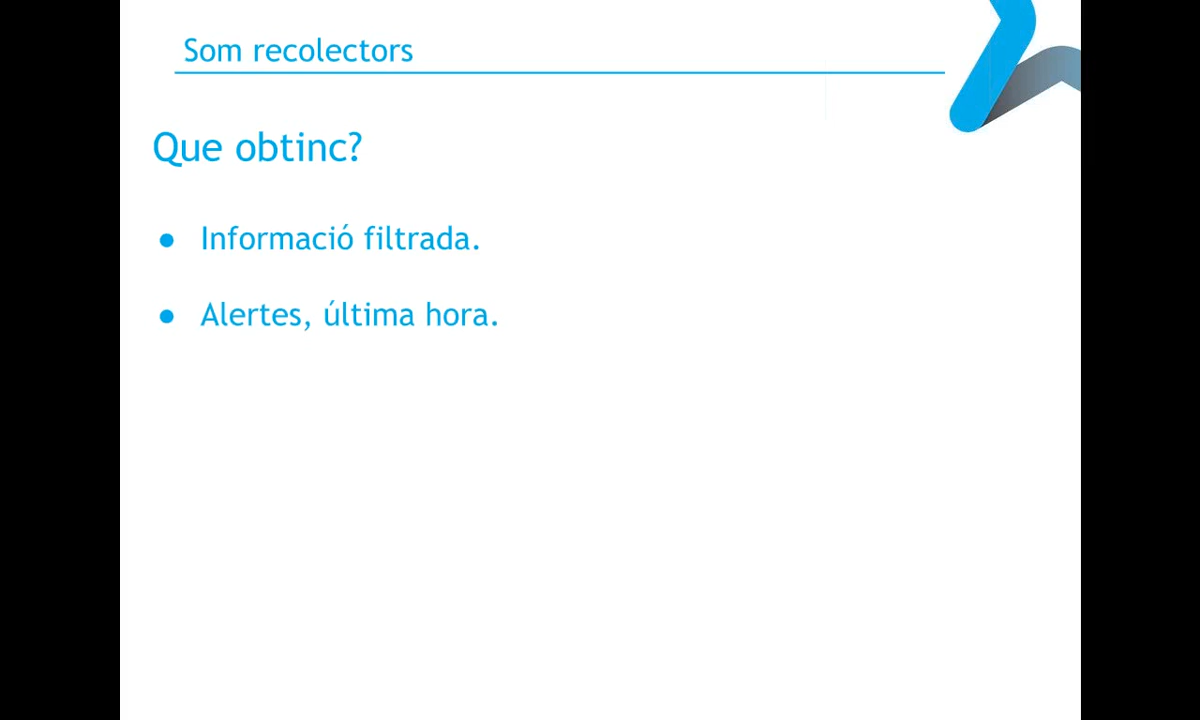 Som recolectors
Que obtinc?
● Informació filtrada.
● Alertes, última hora.